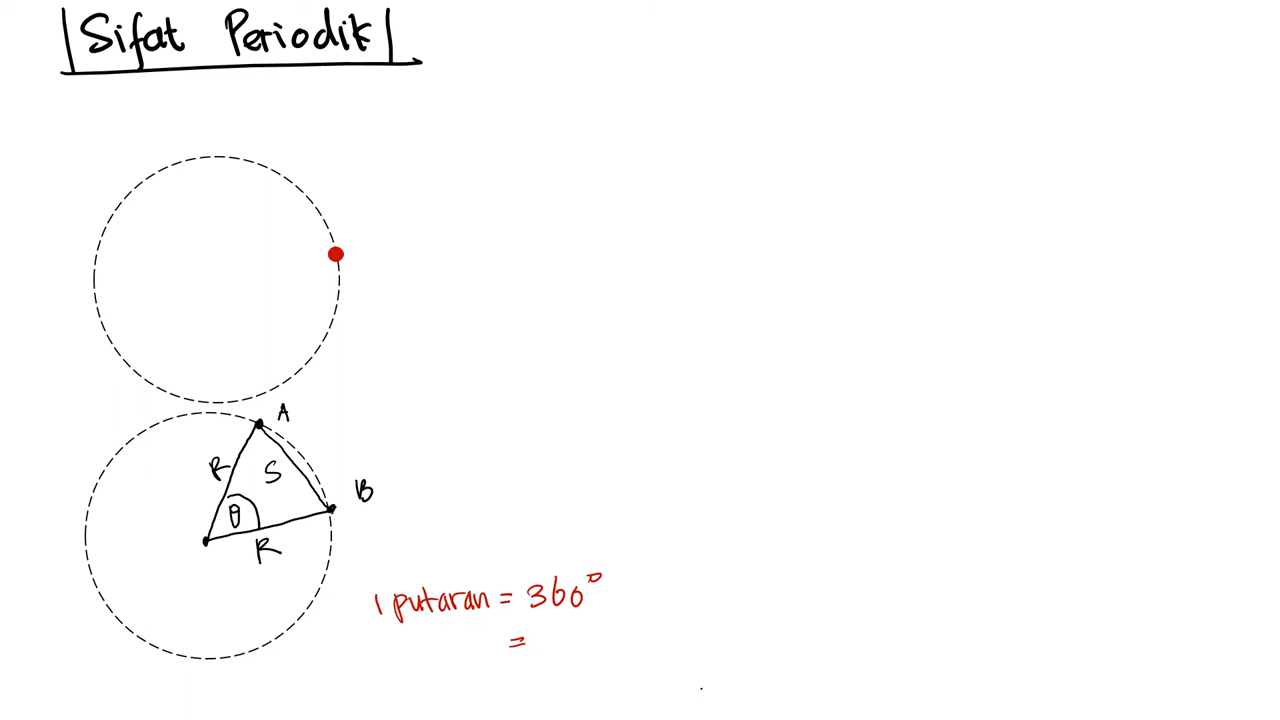 Sifat Periodik
A
R
S
B
θ
R
1 putaran = 360°
=